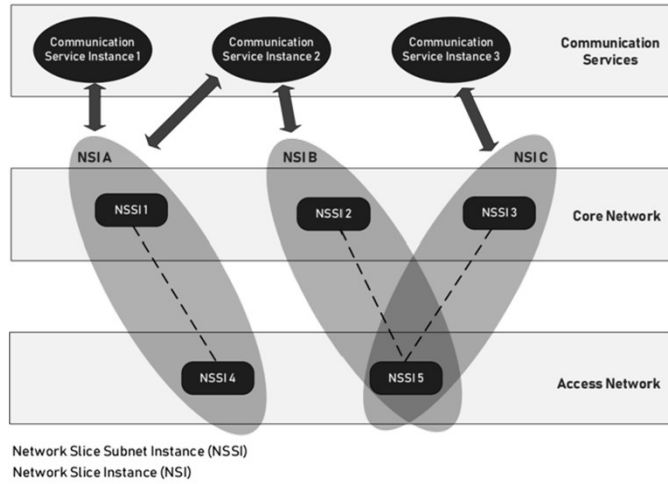 Communication
Service Instance 1
Communication
Service Instance 2
Communication
Service Instance 3
Communication
Services
NSI A
NSI B
NSI C
NSSI 1
NSSI 2
NSSI 3
Core Network
NSSI 4
NSSI 5
Access Network
Network Slice Subnet Instance (NSSI)
Network Slice Instance (NSI)